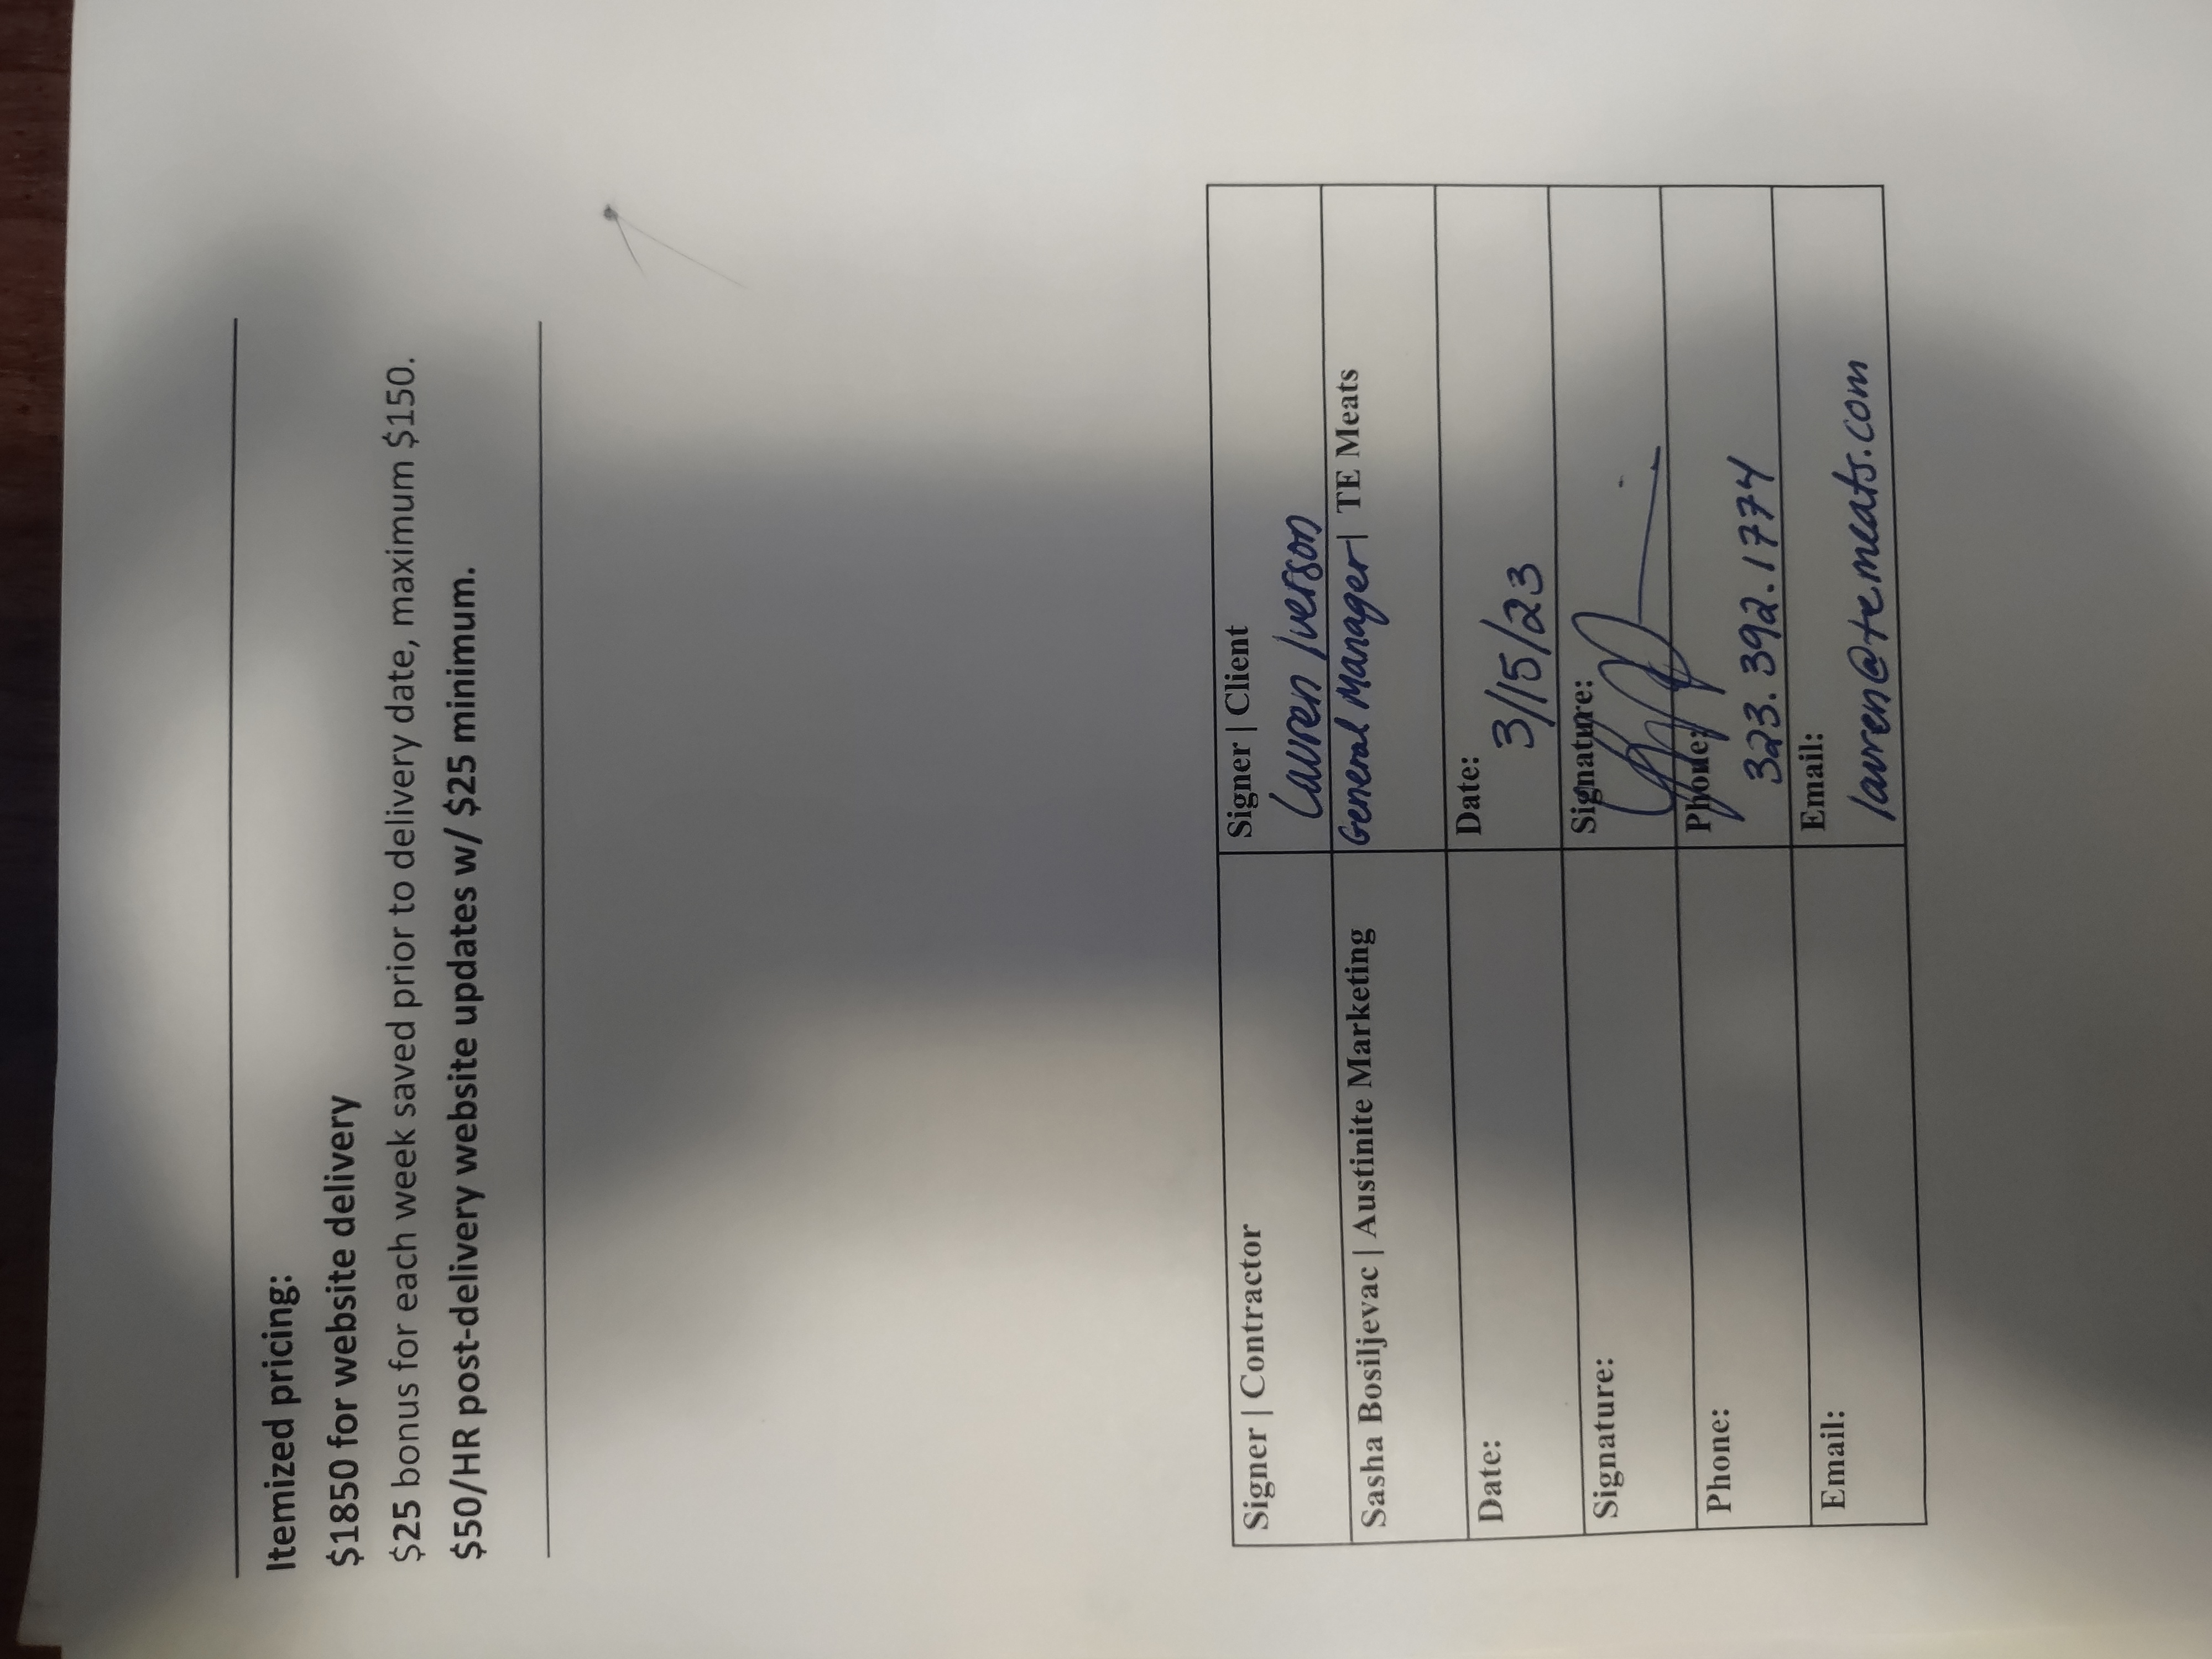 Itemized pricing:
$1850 for website delivery
$25 bonus for each week saved prior to delivery date, maximum $150.
$50/HR post-delivery website updates w/ $25 minimum.
Signer | Contractor
Signer | Client
Lauren Iverson
Sasha Bosiljevac | Austinite Marketing
General Manager | TE Meats
Date:
Date:
3/15/23
Signature:
Signature:
Phone:
Phone:
323.392.1774
Email:
Email:
lauren@temeats.com